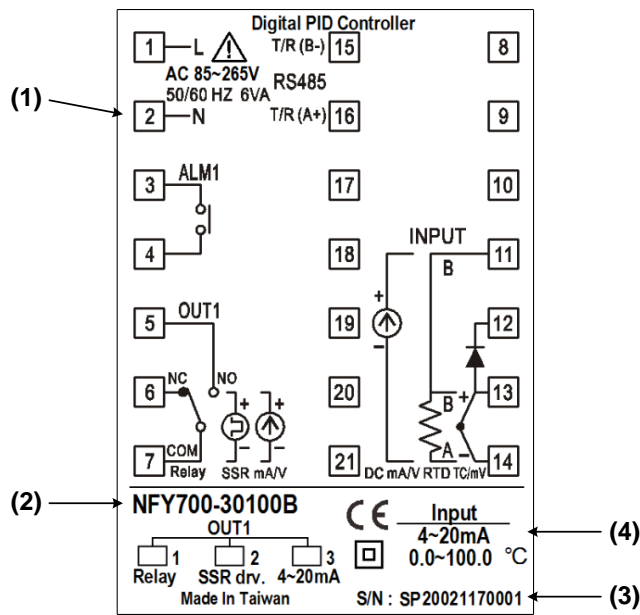 Digital PID Controller
1 L T/R (B-) 15 8
AC 85~265V
50/60 HZ 6VA RS485
(1)
2 N T/R (A+) 16 9
3 ALM1 17 10
4 18 INPUT 11
B
5 OUT1 19 + - 12
6 NC NO 20 B + 13
+ +
- -
7 COM 21 A - 14
Relay SSR mA/V DC mA/V RTD TC/mV
(2) NFY700-30100B
OUT1
1 2 3
Relay SSR drv. 4~20mA
Made In Taiwan
CE Input
4~20mA
0.0~100.0 °C
(4)
S/N : SP20021170001 (3)